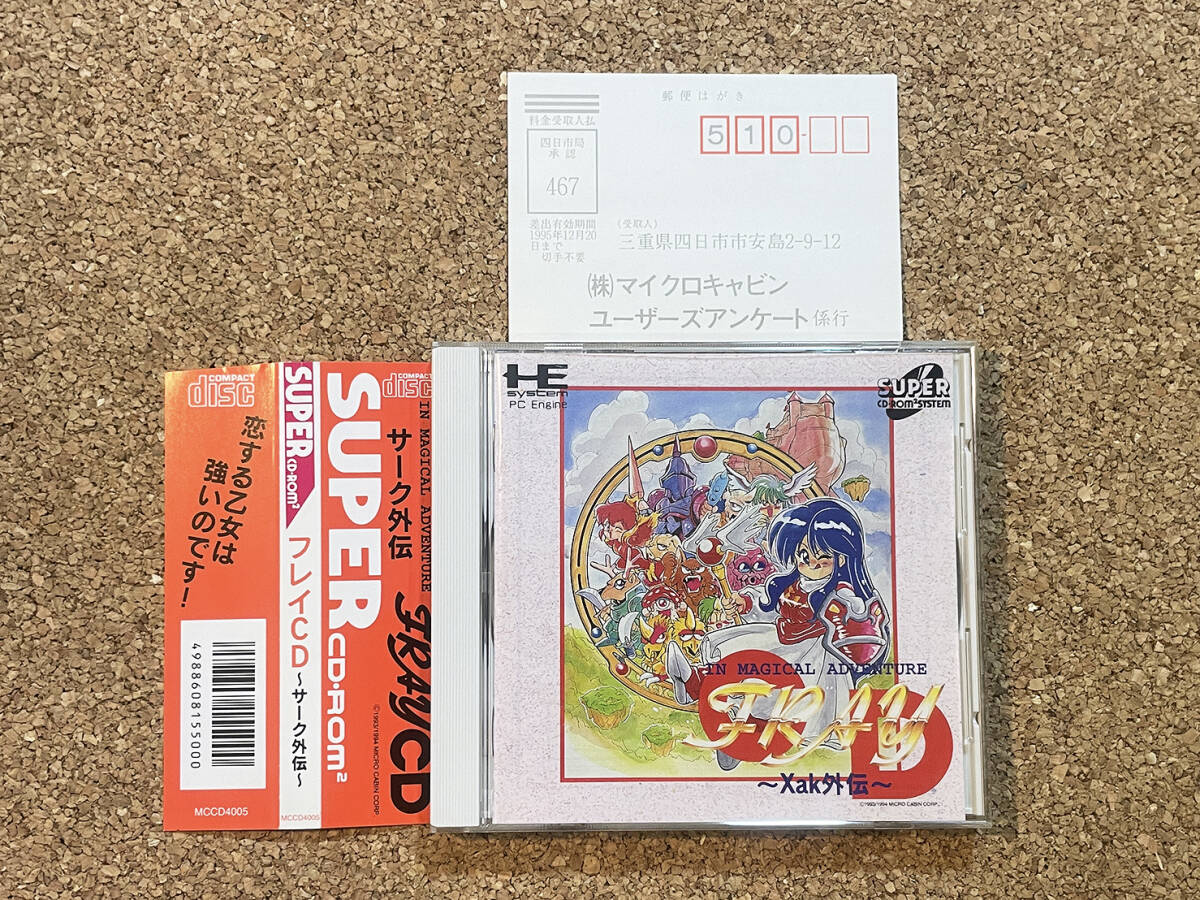 郵便はがき
料金受取人払
四日市局
承認
467
510-
差出有効期間
1995年12月20
日まで
切手不要
(受取人)
三重県四日市市安島2-9-12
(株)マイクロキャビン
ユーザーズアンケート係行
COMPACT
disc
恋する乙女は
強いのです!
4988608155000
MCCD4005
SUPER CD・ROM²
フレイCD〜サーク外伝〜
MCCD4005
SUPER CD・ROM²
COMPACT
disc
IN MAGICAL ADVENTURE
サーク外伝
FRAY CD
©1993/1994 MICRO CABIN CORP.
HE
system
PC Engine
SUPER
CD・ROM² SYSTEM
IN MAGICAL ADVENTURE
FRAY
CD
〜Xak外伝〜
©1993/1994 MICRO CABIN CORP.